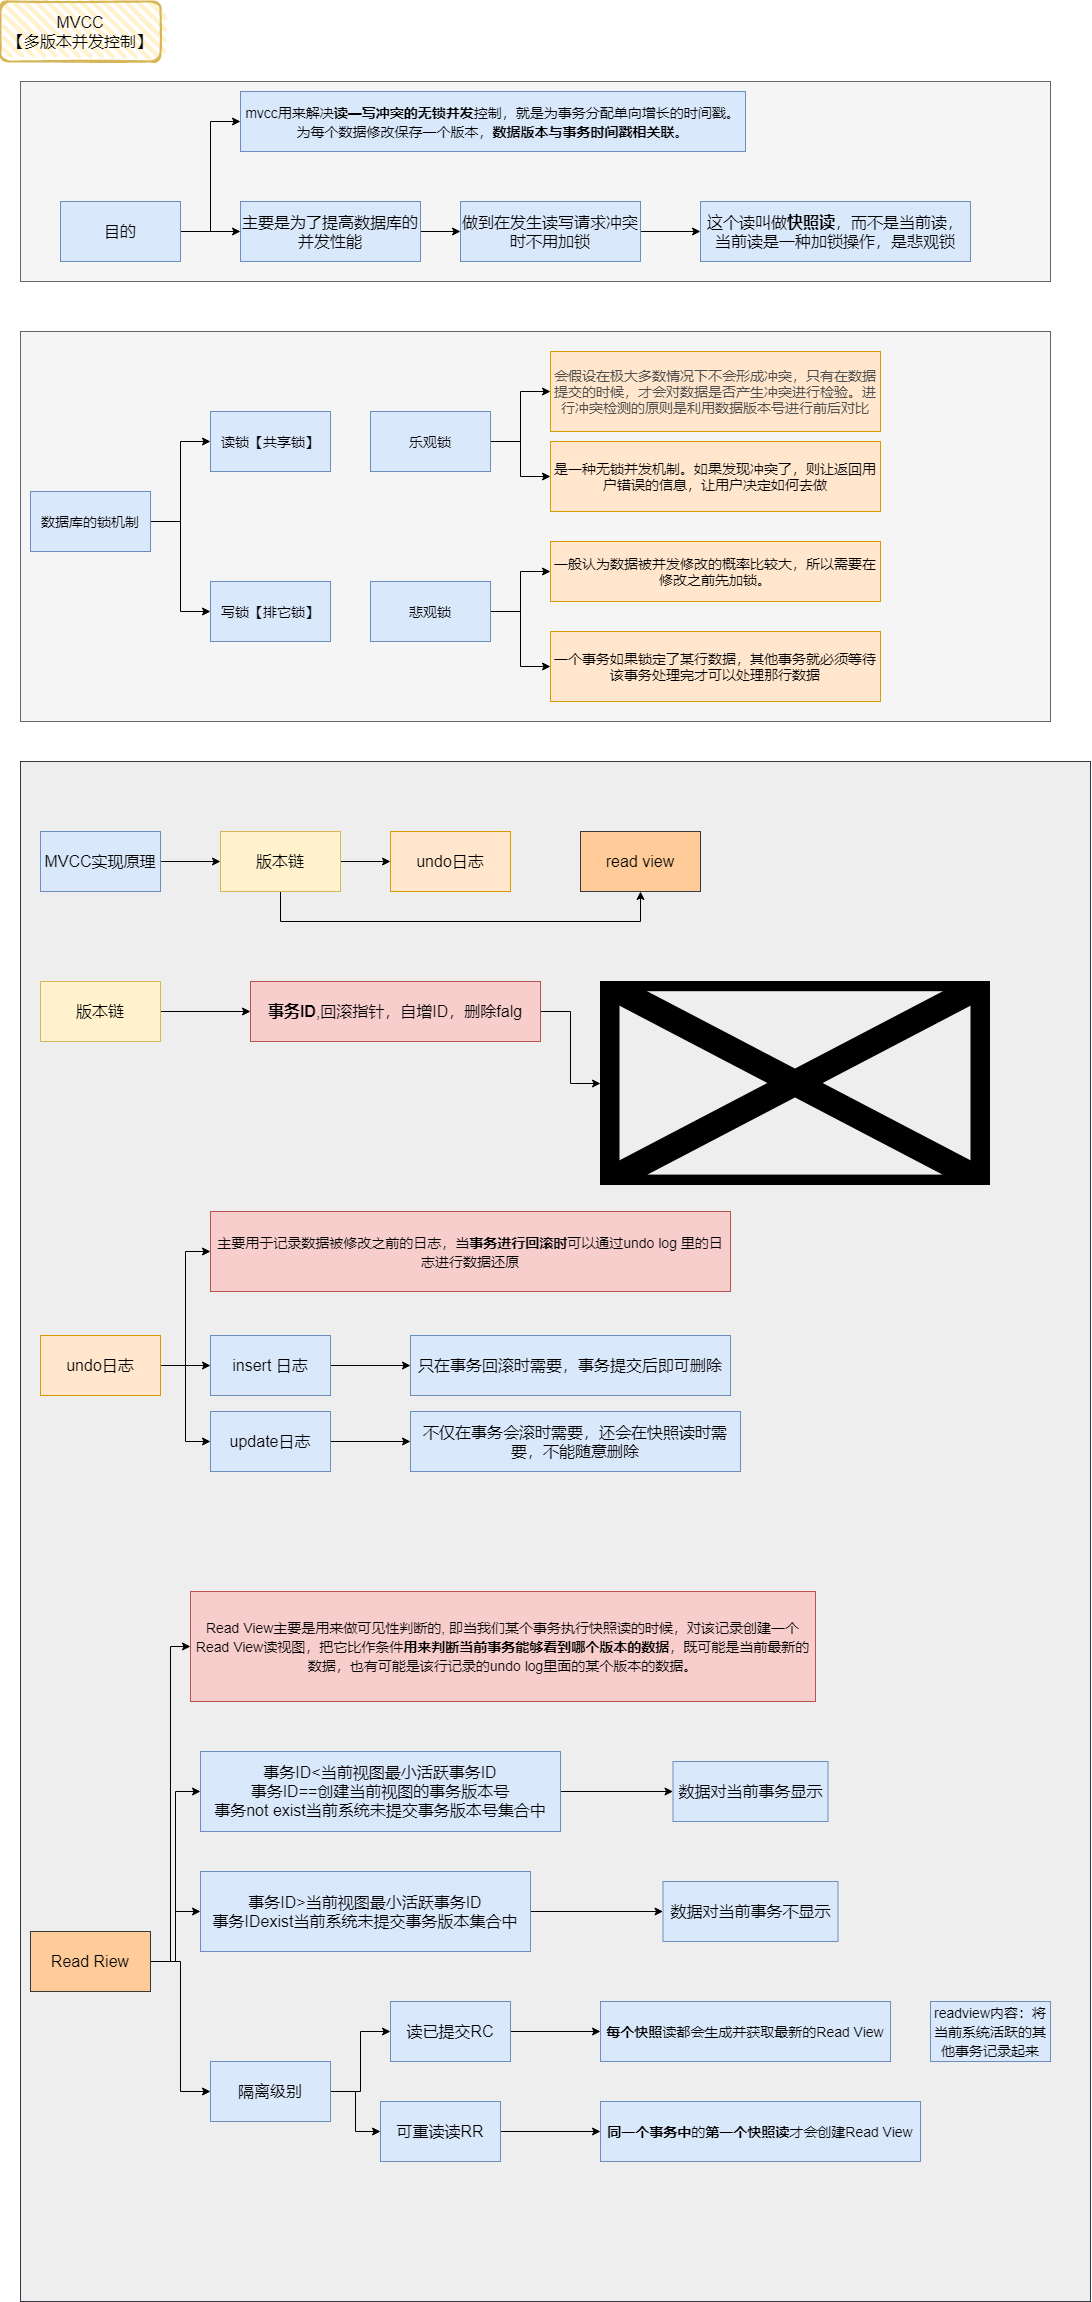 MVCC
【多版本并发控制】
mvcc用来解决读—写冲突的无锁并发控制，就是为事务分配单向增长的时间戳。
为每个数据修改保存一个版本，数据版本与事务时间戳相关联。
目的
主要是为了提高数据库的
并发性能
做到在发生读写请求冲突
时不用加锁
这个读叫做快照读，而不是当前读，
当前读是一种加锁操作，是悲观锁
会假设在极大多数情况下不会形成冲突，只有在数据
提交的时候，才会对数据是否产生冲突进行检验。进
行冲突检测的原则是利用数据版本号进行前后对比
读锁【共享锁】
乐观锁
是一种无锁并发机制。如果发现冲突了，则让返回用
户错误的信息，让用户决定如何去做
数据库的锁机制
一般认为数据被并发修改的概率比较大，所以需要在
修改之前先加锁。
写锁【排它锁】
悲观锁
一个事务如果锁定了某行数据，其他事务就必须等待
该事务处理完才可以处理那行数据
MVCC实现原理
版本链
undo日志
read view
版本链
事务ID,回滚指针，自增ID，删除falg
主要用于记录数据被修改之前的日志，当事务进行回滚时可以通过undo log 里的日
志进行数据还原
undo日志
insert 日志
只在事务回滚时需要，事务提交后即可删除
update日志
不仅在事务会滚时需要，还会在快照读时需
要，不能随意删除
Read View主要是用来做可见性判断的, 即当我们某个事务执行快照读的时候，对该记录创建一个
Read View读视图，把它比作条件用来判断当前事务能够看到哪个版本的数据，既可能是当前最新的
数据，也有可能是该行记录的undo log里面的某个版本的数据。
事务ID<当前视图最小活跃事务ID
事务ID==创建当前视图的事务版本号
事务not exist当前系统未提交事务版本号集合中
数据对当前事务显示
事务ID>当前视图最小活跃事务ID
事务IDexist当前系统未提交事务版本集合中
数据对当前事务不显示
Read Riew
读已提交RC
每个快照读都会生成并获取最新的Read View
readview内容：将
当前系统活跃的其
他事务记录起来
隔离级别
可重读读RR
同一个事务中的第一个快照读才会创建Read View